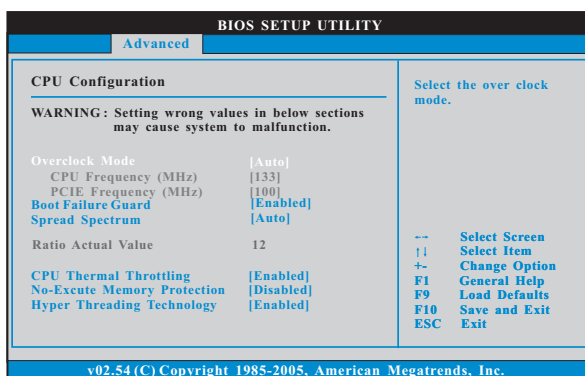 BIOS SETUP UTILITY
Advanced
CPU Configuration
WARNING : Setting wrong values in below sections
may cause system to malfunction.
Overclock Mode [Auto]
CPU Frequency (MHz) [133]
PCIE Frequency (MHz) [100]
Boot Failure Guard [Enabled]
Spread Spectrum [Auto]
Ratio Actual Value 12
CPU Thermal Throttling [Enabled]
No-Excute Memory Protection [Disabled]
Hyper Threading Technology [Enabled]
Select the over clock
mode.
←→ Select Screen
↑↓ Select Item
+- Change Option
F1 General Help
F9 Load Defaults
F10 Save and Exit
ESC Exit
v02.54 (C) Copyright 1985-2005, American Megatrends, Inc.